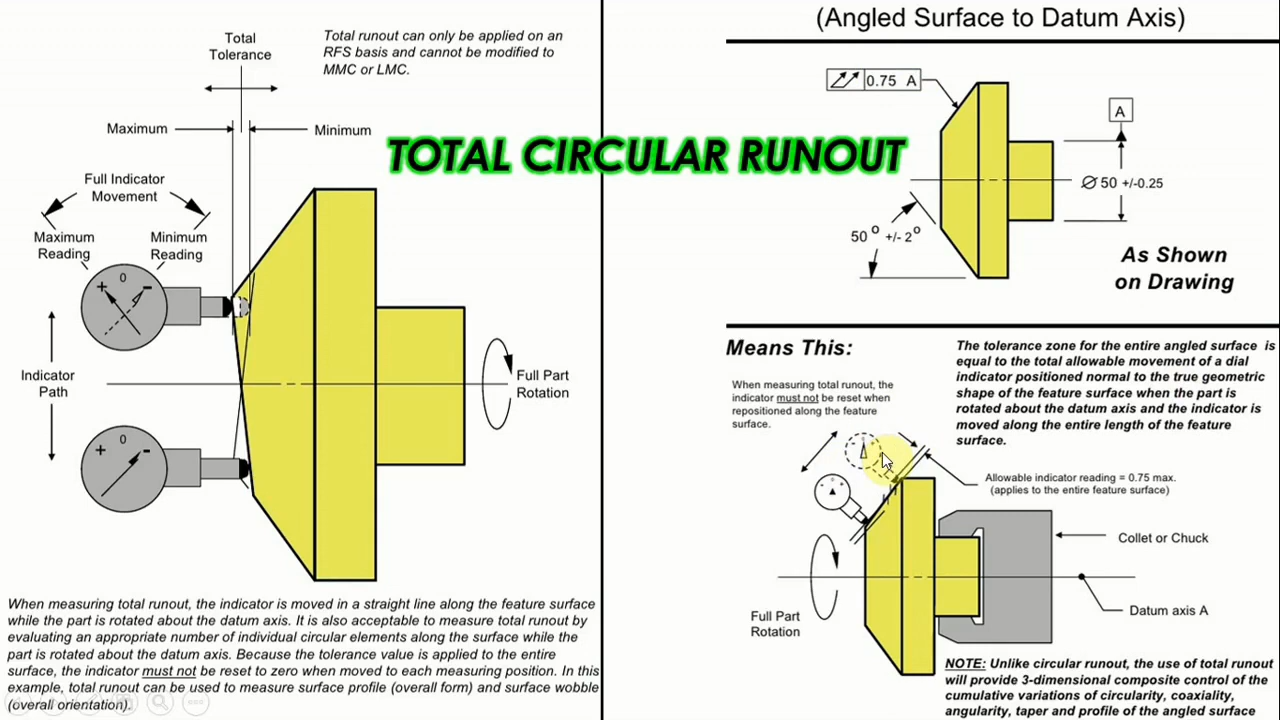 Total
Tolerance
Total runout can only be applied on an
RFS basis and cannot be modified to
MMC or LMC.
Maximum
Minimum
Full Indicator
Movement
Maximum
Reading
Minimum
Reading
0
+ -
Indicator
Path
0
+ -
Full Part
Rotation
When measuring total runout, the indicator is moved in a straight line along the feature surface
while the part is rotated about the datum axis. It is also acceptable to measure total runout by
evaluating an appropriate number of individual circular elements along the surface while the
part is rotated about the datum axis. Because the tolerance value is applied to the entire
surface, the indicator must not be reset to zero when moved to each measuring position. In this
example, total runout can be used to measure surface profile (overall form) and surface wobble
(overall orientation).
TOTAL CIRCULAR RUNOUT
(Angled Surface to Datum Axis)
0.75 A
A
Ø 50 +/-0.25
50° +/- 2°
As Shown
on Drawing
Means This:
When measuring total runout, the
indicator must not be reset when
repositioned along the feature
surface.
The tolerance zone for the entire angled surface is
equal to the total allowable movement of a dial
indicator positioned normal to the true geometric
shape of the feature surface when the part is
rotated about the datum axis and the indicator is
moved along the entire length of the feature
surface.
Allowable indicator reading = 0.75 max.
(applies to the entire feature surface)
Collet or Chuck
Datum axis A
Full Part
Rotation
NOTE: Unlike circular runout, the use of total runout
will provide 3-dimensional composite control of the
cumulative variations of circularity, coaxiality,
angularity, taper and profile of the angled surface